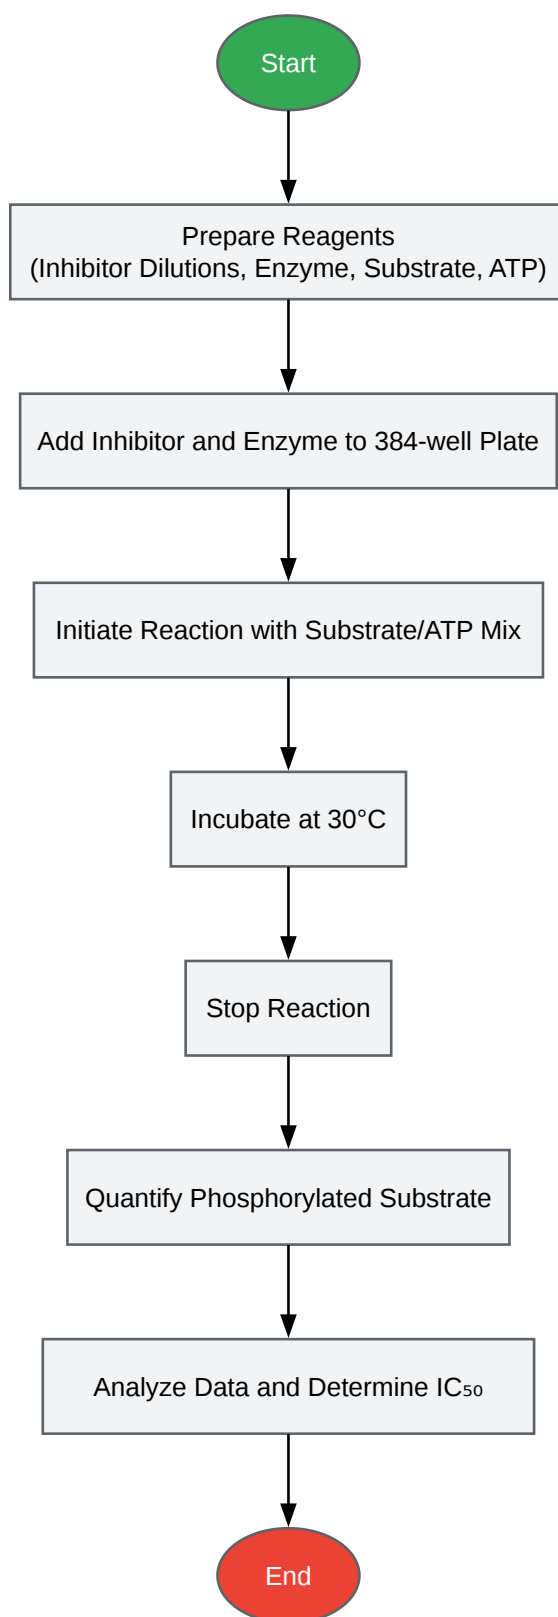 Start
Prepare Reagents
(Inhibitor Dilutions, Enzyme, Substrate, ATP)
Add Inhibitor and Enzyme to 384-well Plate
Initiate Reaction with Substrate/ATP Mix
Incubate at 30°C
Stop Reaction
Quantify Phosphorylated Substrate
Analyze Data and Determine IC₅₀
End